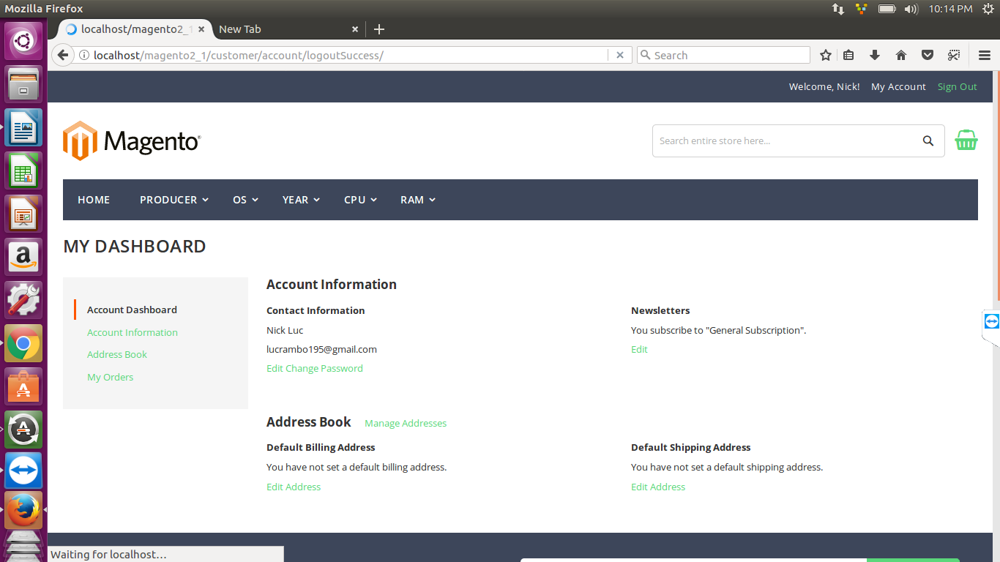 Mozilla Firefox
10:14 PM
localhost/magento2_1
New Tab
localhost/magento2_1/customer/account/logoutSuccess/
Search
Welcome, Nick! My Account Sign Out
Magento®
Search entire store here...
HOME PRODUCER OS YEAR CPU RAM
MY DASHBOARD
Account Dashboard
Account Information
Address Book
My Orders
Account Information
Contact Information
Nick Luc
lucrambo195@gmail.com
Edit Change Password
Newsletters
You subscribe to "General Subscription".
Edit
Address Book Manage Addresses
Default Billing Address
You have not set a default billing address.
Edit Address
Default Shipping Address
You have not set a default shipping address.
Edit Address
Waiting for localhost…